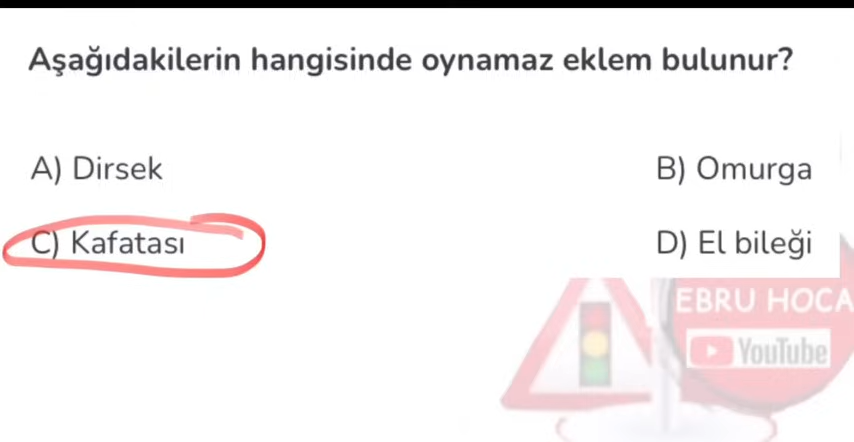 Aşağıdakilerin hangisinde oynamaz eklem bulunur?
A) Dirsek
B) Omurga
C) Kafatası
D) El bileği
EBRU HOCA
YouTube